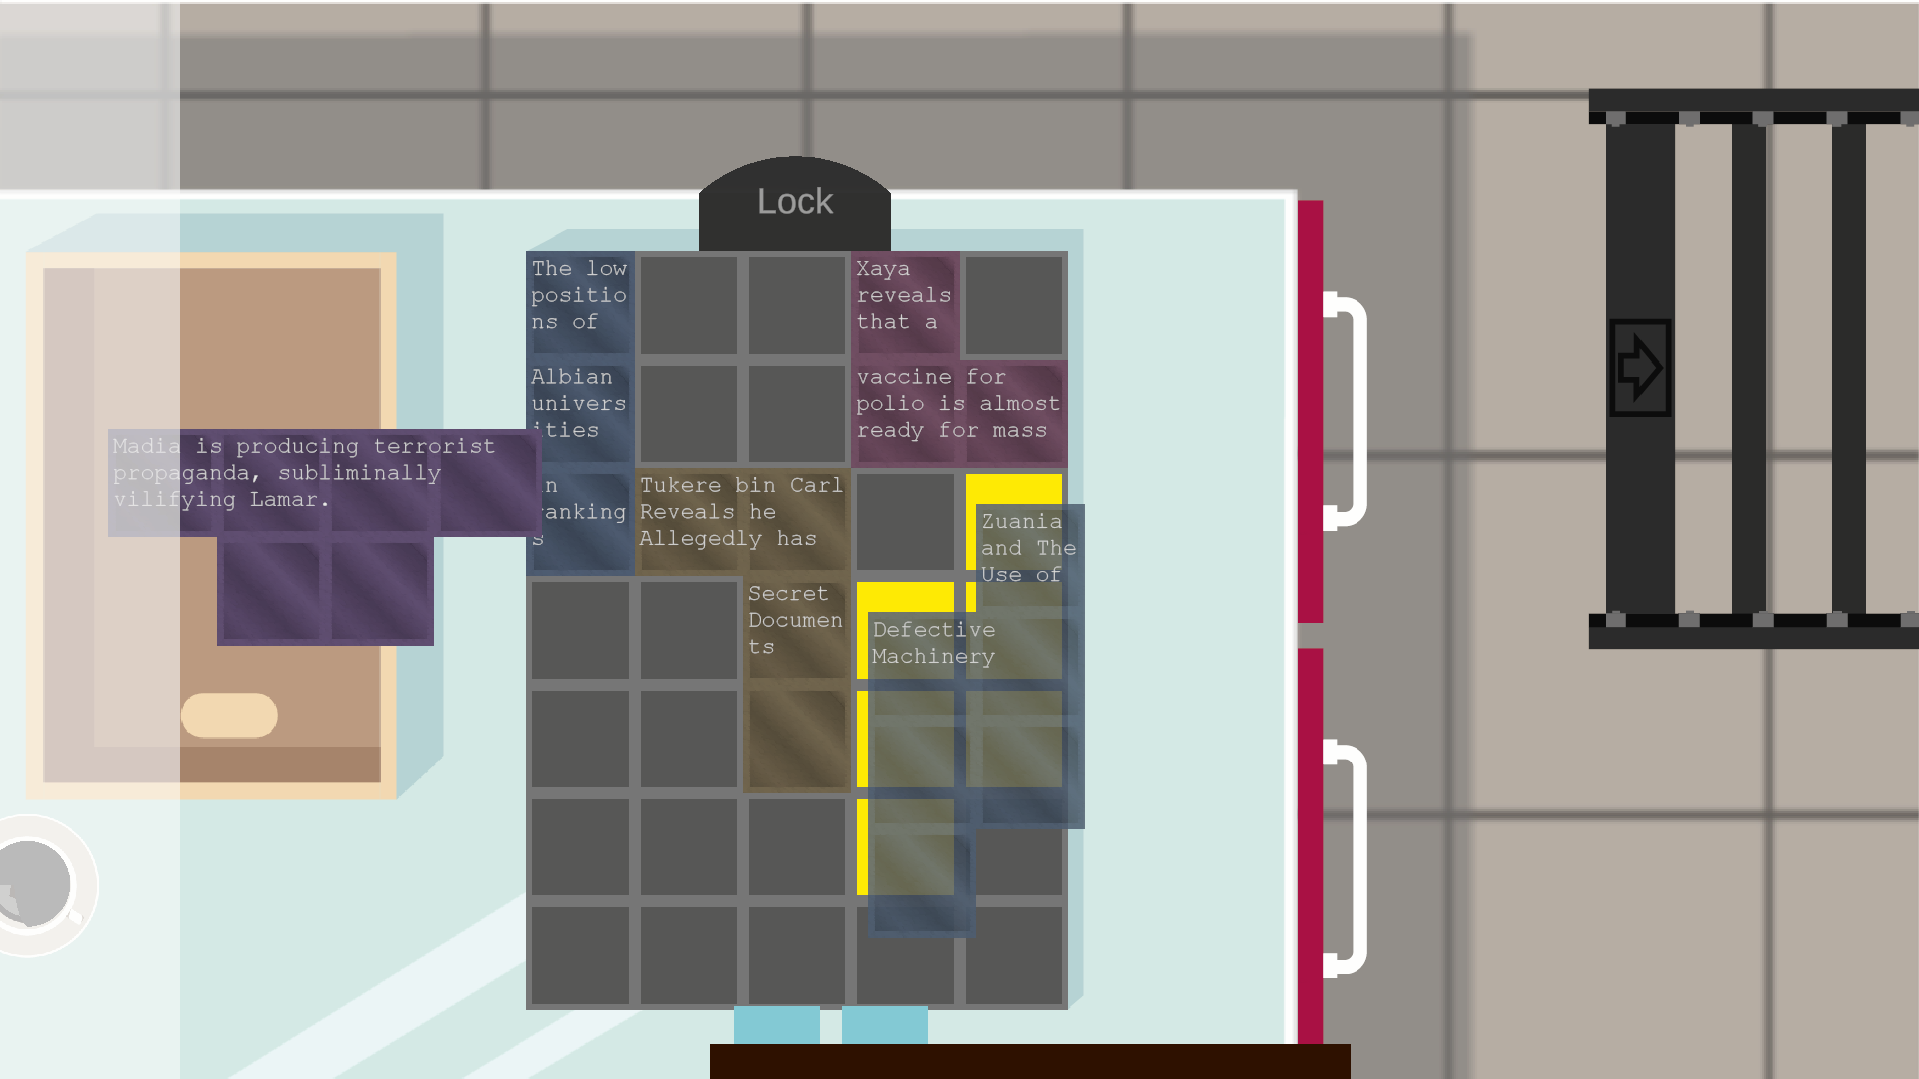 Lock
The low
positio
ns of
Albian
univers
ities
in
ranking
s
Xaya
reveals
that a
vaccine for
polio is almost
ready for mass
Madia is producing terrorist
propaganda, subliminally
vilifying Lamar.
Tukere bin Carl
Reveals he
Allegedly has
Secret
Documen
ts
Zuania
and The
Use of
Defective
Machinery